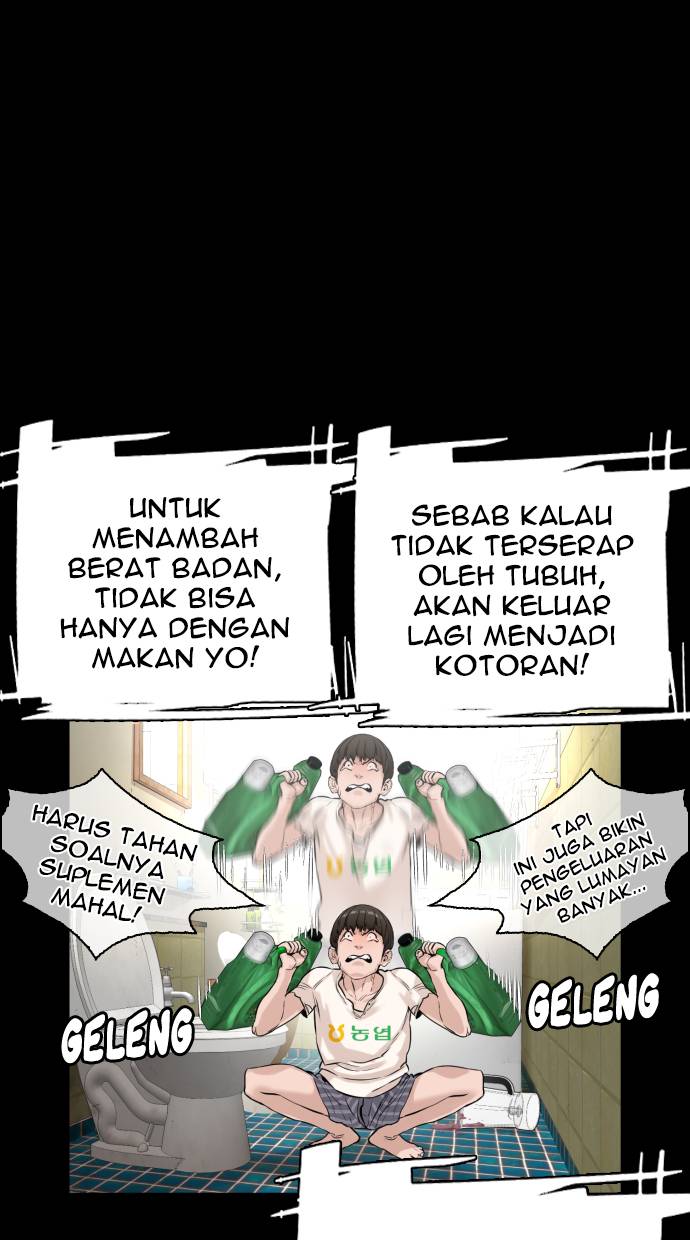 UNTUK
MENAMBAH
BERAT BADAN,
TIDAK BISA
HANYA DENGAN
MAKAN YO!
SEBAB KALAU
TIDAK TERSERAP
OLEH TUBUH,
AKAN KELUAR
LAGI MENJADI
KOTORAN!
HARUS TAHAN
SOALNYA
SUPLEMEN
MAHAL!
TAPI
INI JUGA BIKIN
PENGELUARAN
YANG LUMAYAN
BANYAK...
농협
농협
GELENG
GELENG